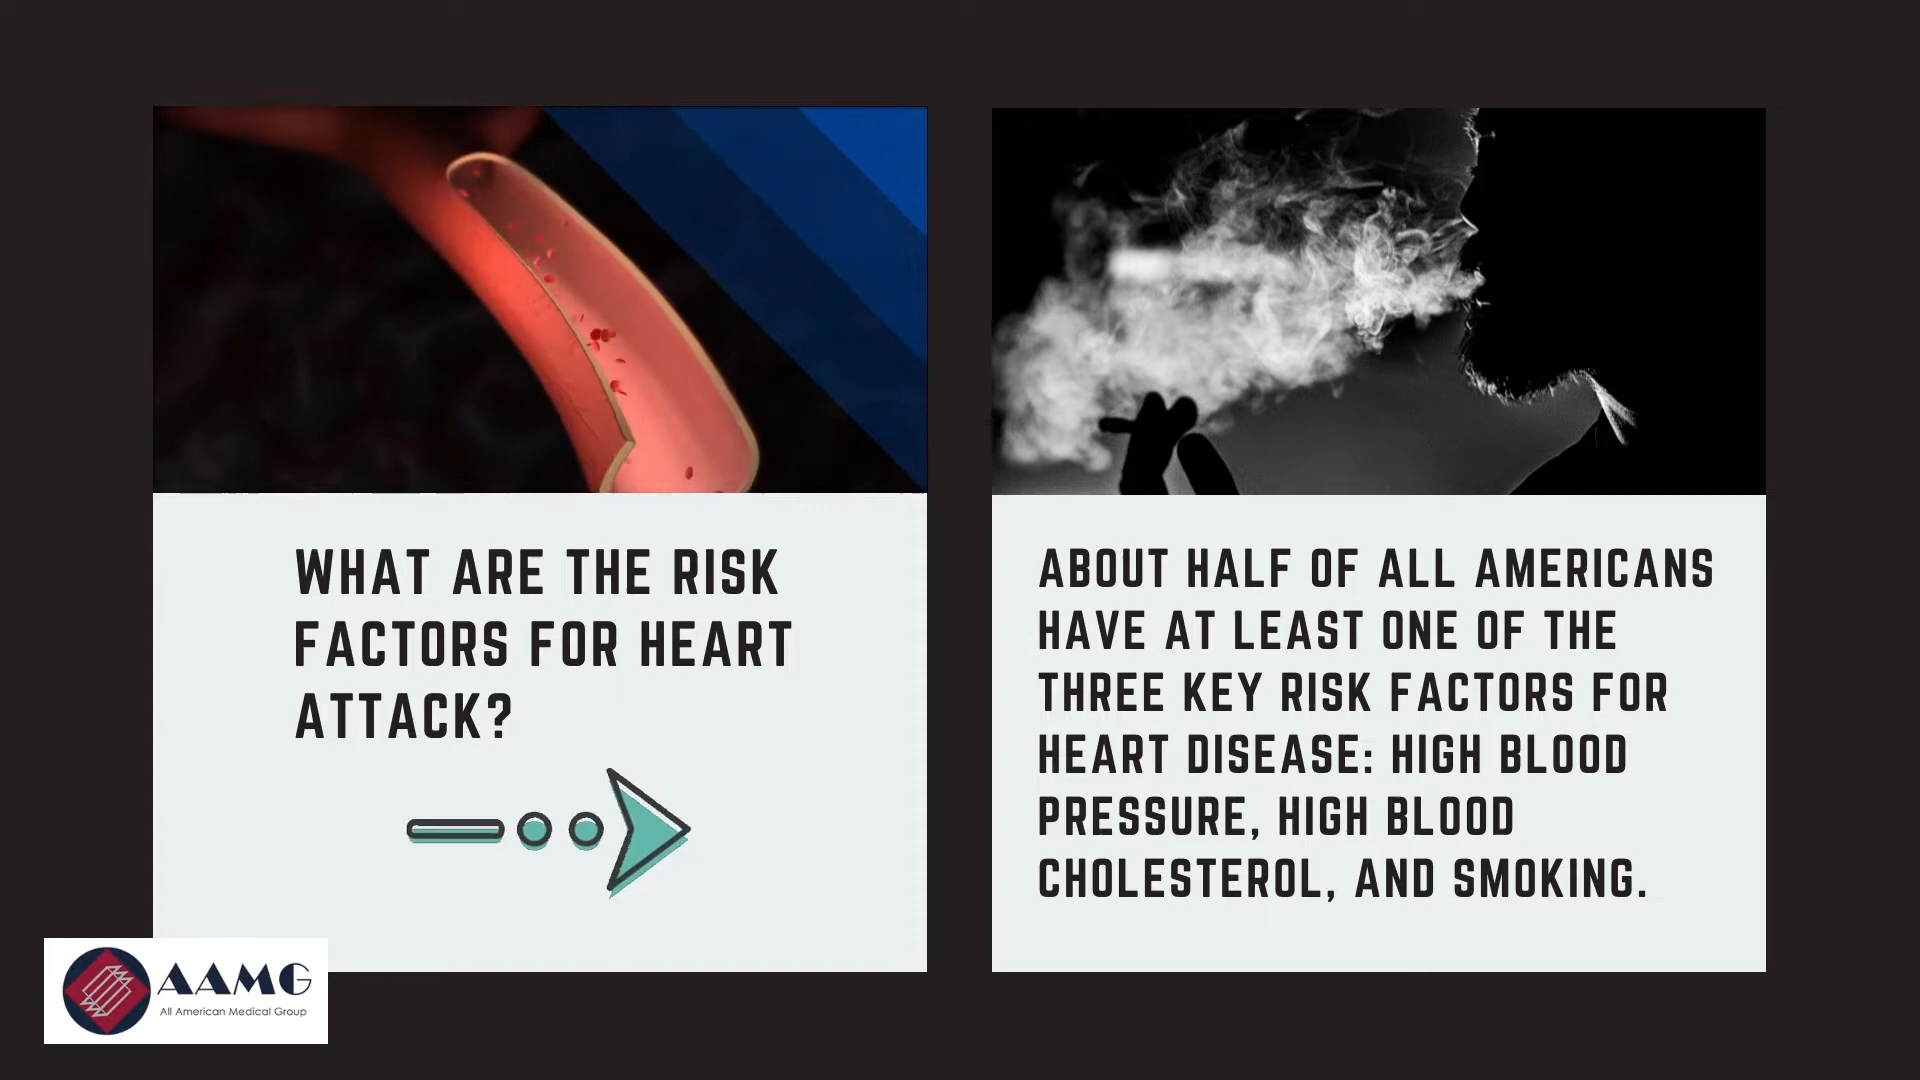 WHAT ARE THE RISK
FACTORS FOR HEART
ATTACK?
ABOUT HALF OF ALL AMERICANS
HAVE AT LEAST ONE OF THE
THREE KEY RISK FACTORS FOR
HEART DISEASE: HIGH BLOOD
PRESSURE, HIGH BLOOD
CHOLESTEROL, AND SMOKING.
AAMG
All American Medical Group